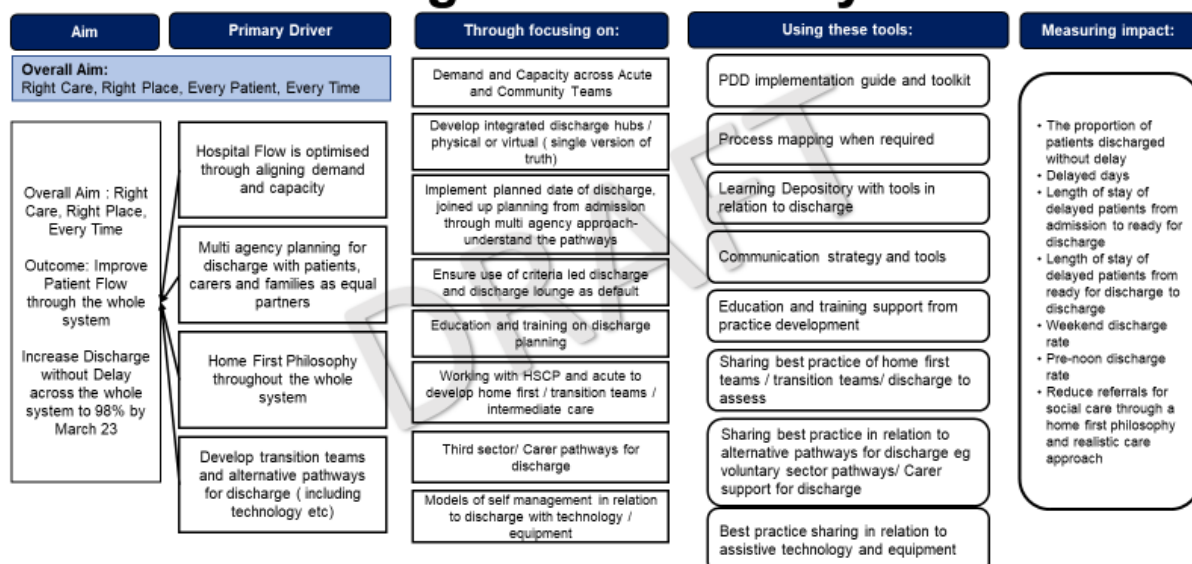 Aim
Primary Driver
Through focusing on:
Using these tools:
Measuring impact:
Overall Aim:
Right Care, Right Place, Every Patient, Every Time
Overall Aim : Right
Care, Right Place,
Every Time
Outcome: Improve
Patient Flow
through the whole
system
Increase Discharge
without Delay
across the whole
system to 98% by
March 23
Hospital Flow is optimised
through aligning demand
and capacity
Multi agency planning for
discharge with patients,
carers and families as equal
partners
Home First Philosophy
throughout the whole
system
Develop transition teams
and alternative pathways
for discharge ( including
technology etc)
Demand and Capacity across Acute
and Community Teams
Develop integrated discharge hubs /
physical or virtual ( single version of
truth)
Implement planned date of discharge,
joined up planning from admission
through multi agency approach-
understand the pathways
Ensure use of criteria led discharge
and discharge lounge as default
Education and training on discharge
planning
Working with HSCP and acute to
develop home first / transition teams /
intermediate care
Third sector/ Carer pathways for
discharge
Models of self management in relation
to discharge with technology /
equipment
PDD implementation guide and toolkit
Process mapping when required
Learning Depository with tools in
relation to discharge
Communication strategy and tools
Education and training support from
practice development
Sharing best practice of home first
teams / transition teams/ discharge to
assess
Sharing best practice in relation to
alternative pathways for discharge eg
voluntary sector pathways/ Carer
support for discharge
Best practice sharing in relation to
assistive technology and equipment
• The proportion of
patients discharged
without delay
• Delayed days
• Length of stay of
delayed patients from
admission to ready for
discharge
• Length of stay of
delayed patients from
ready for discharge to
discharge
• Weekend discharge
rate
• Pre-noon discharge
rate
• Reduce referrals for
social care through a
home first philosophy
and realistic care
approach
DRAFT